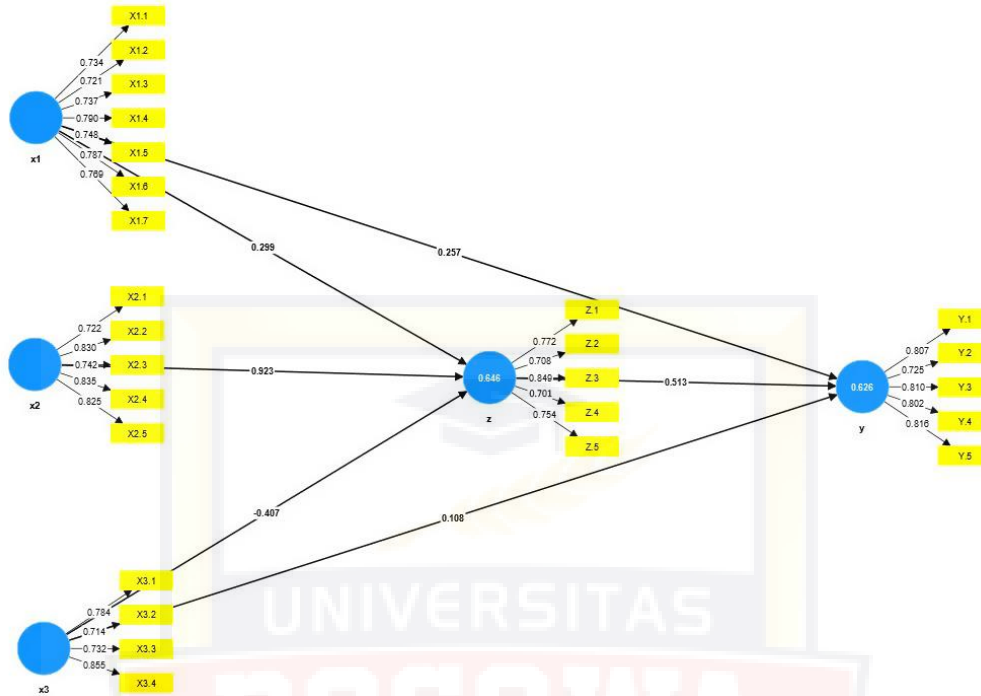 X1.1
X1.2
X1.3
X1.4
X1.5
X1.6
X1.7
0.734
0.721
0.737
0.790
0.748
0.787
0.769
x1
0.299
0.257
X2.1
X2.2
X2.3
X2.4
X2.5
0.722
0.830
0.742
0.835
0.825
x2
0.923
Z.1
Z.2
Z.3
Z.4
Z.5
0.772
0.708
0.849
0.701
0.754
0.646
z
0.513
Y.1
Y.2
Y.3
Y.4
Y.5
0.807
0.725
0.810
0.802
0.816
0.626
y
-0.407
0.108
X3.1
X3.2
X3.3
X3.4
0.784
0.714
0.732
0.855
x3
UNIVERSITAS